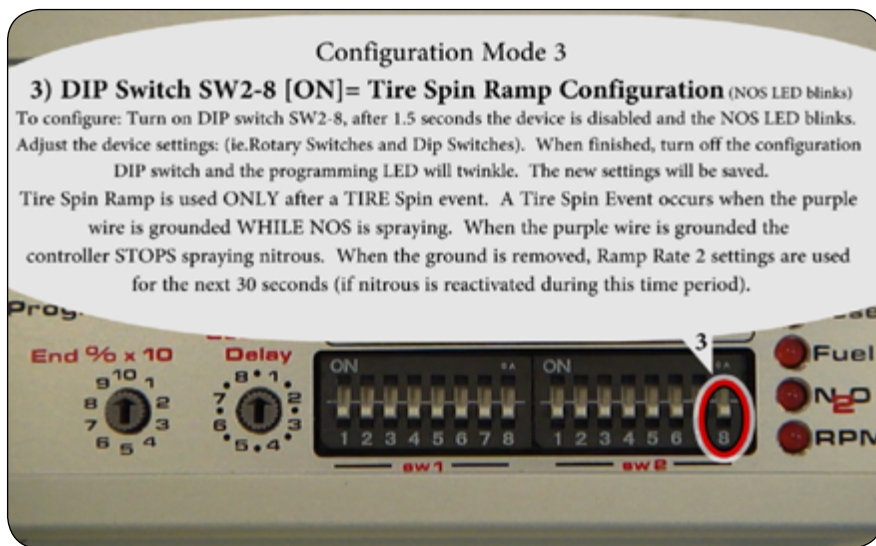 Configuration Mode 3
3) DIP Switch SW2-8 [ON]= Tire Spin Ramp Configuration (NOS LED blinks)
To configure: Turn on DIP switch SW2-8, after 1.5 seconds the device is disabled and the NOS LED blinks.
Adjust the device settings: (ie.Rotary Switches and Dip Switches). When finished, turn off the configuration
DIP switch and the programming LED will twinkle. The new settings will be saved.
Tire Spin Ramp is used ONLY after a TIRE Spin event. A Tire Spin Event occurs when the purple
wire is grounded WHILE NOS is spraying. When the purple wire is grounded the
controller STOPS spraying nitrous. When the ground is removed, Ramp Rate 2 settings are used
for the next 30 seconds (if nitrous is reactivated during this time period).
3
End % x 10
Delay
10 1 2 3 4 5 6 7 8 9
8 1 2 3 4 5 6 7
ON
ON
1 2 3 4 5 6 7 8
1 2 3 4 5 6 8
SW1
SW2
Fuel
N2O
RPM